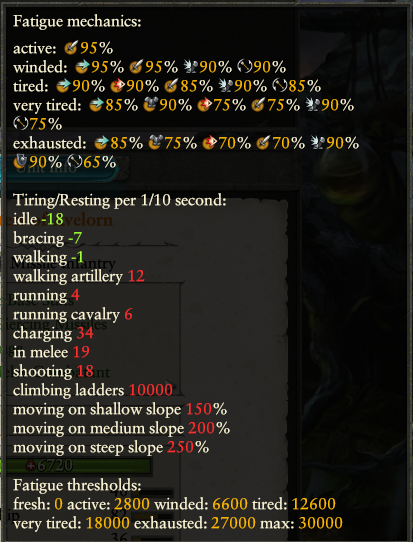 Fatigue mechanics:
active: 95%
winded: 95% 95% 90% 90%
tired: 90% 90% 85% 90% 85%
very tired: 85% 90% 75% 75% 90%
75%
exhausted: 85% 75% 70% 70% 90%
90% 65%
Unit Info
Tiring/Resting per 1/10 second:
idle -18
bracing -7
walking -1
walking artillery 12
running 4
running cavalry 6
charging 34
in melee 19
shooting 18
climbing ladders 10000
moving on shallow slope 150%
moving on medium slope 200%
moving on steep slope 250%
6720
Fatigue thresholds:
fresh: 0 active: 2800 winded: 6600 tired: 12600
very tired: 18000 exhausted: 27000 max: 30000